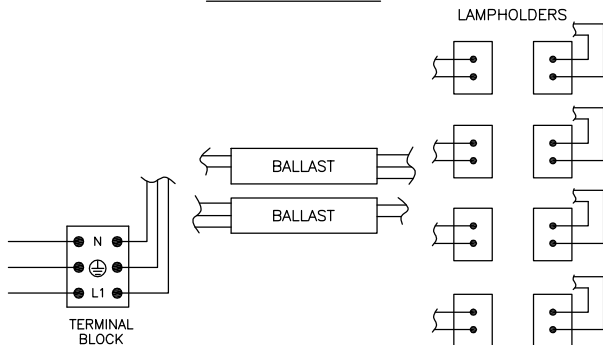 LAMPHOLDERS
BALLAST
BALLAST
N
L1
TERMINAL
BLOCK